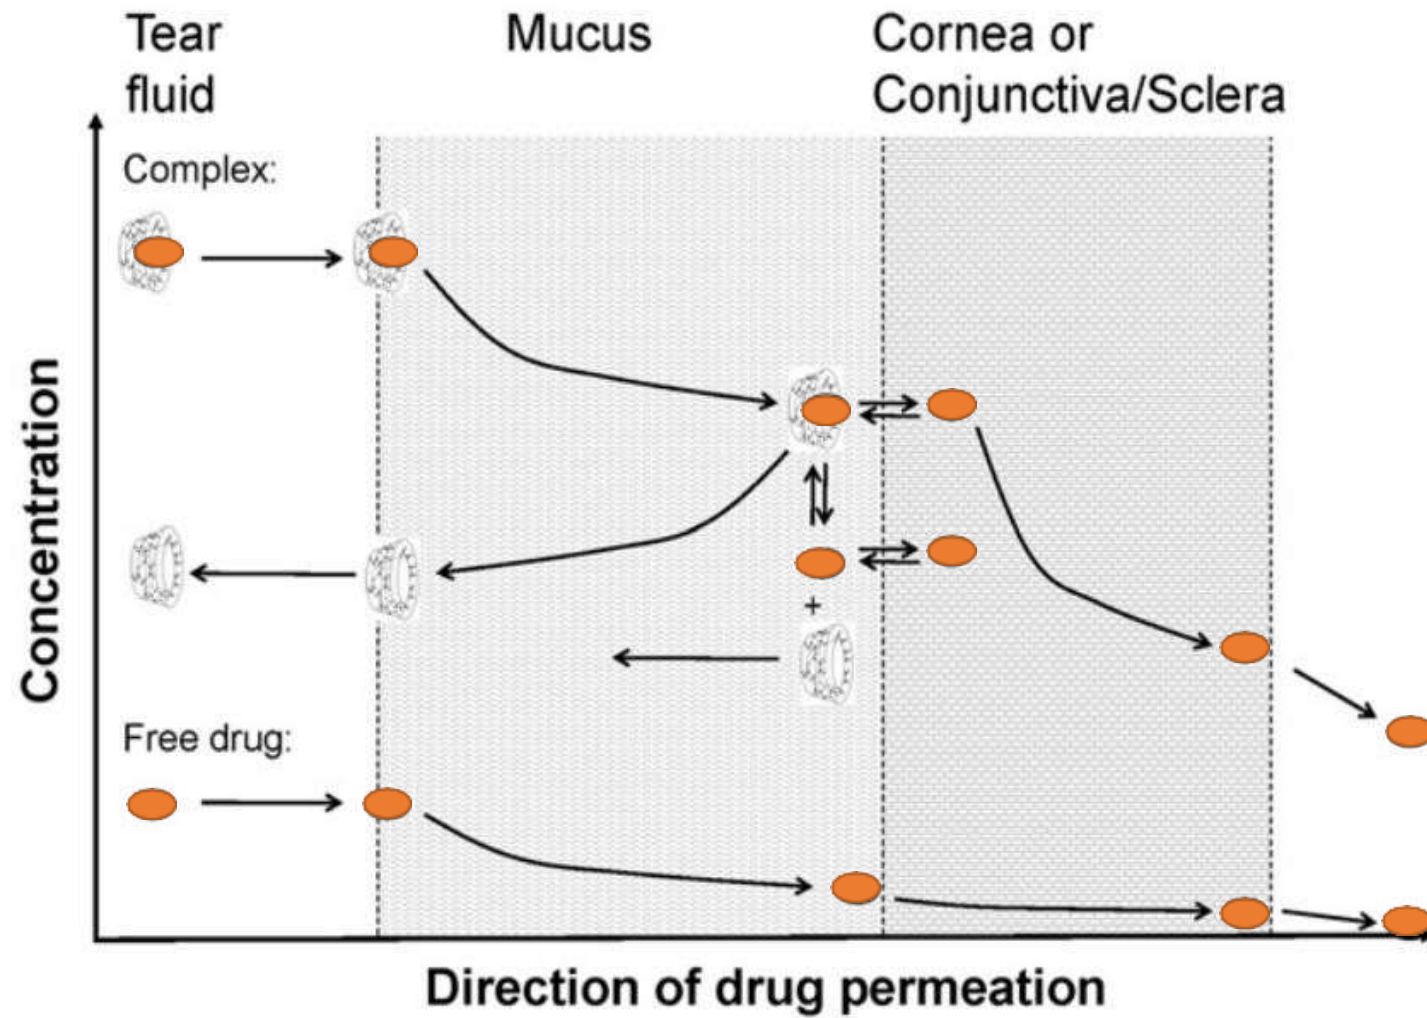 Tear
fluid
Mucus
Cornea or
Conjunctiva/Sclera
Complex:
Concentration
+
Free drug:
Direction of drug permeation